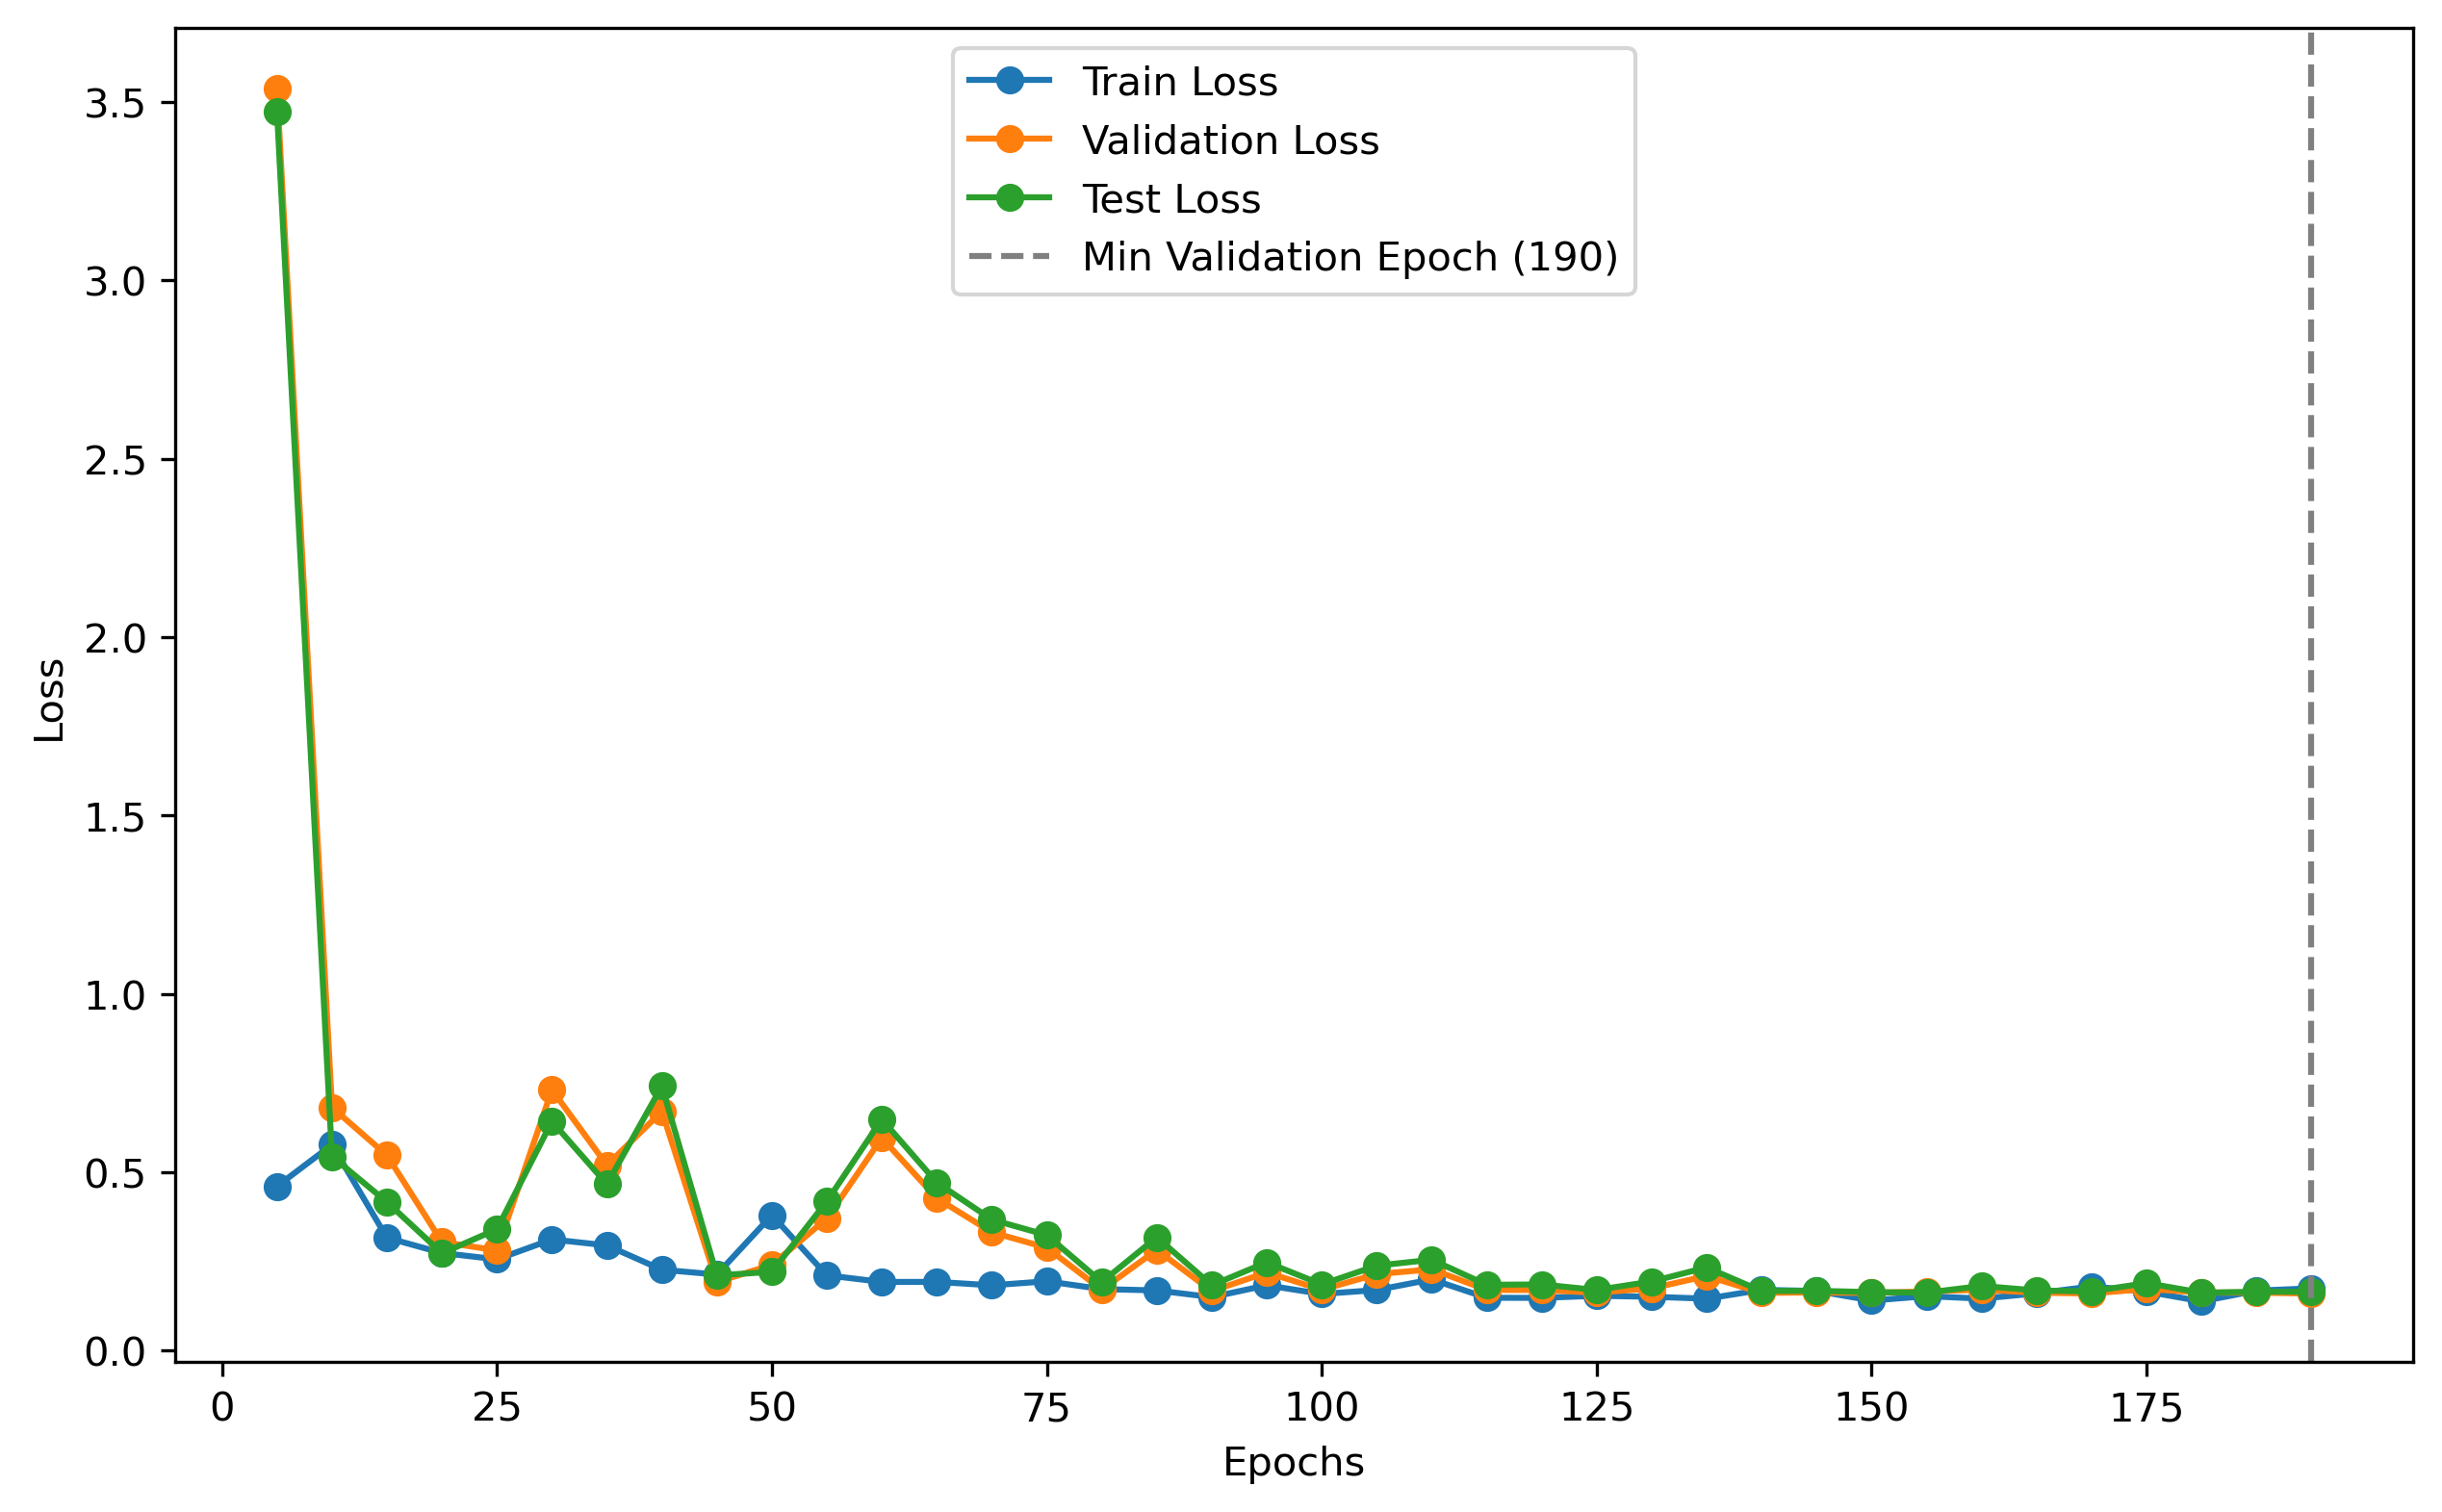 Train Loss
Validation Loss
Test Loss
Min Validation Epoch (190)
3.5
3.0
2.5
2.0
1.5
1.0
0.5
0.0
Loss
0 25 50 75 100 125 150 175
Epochs